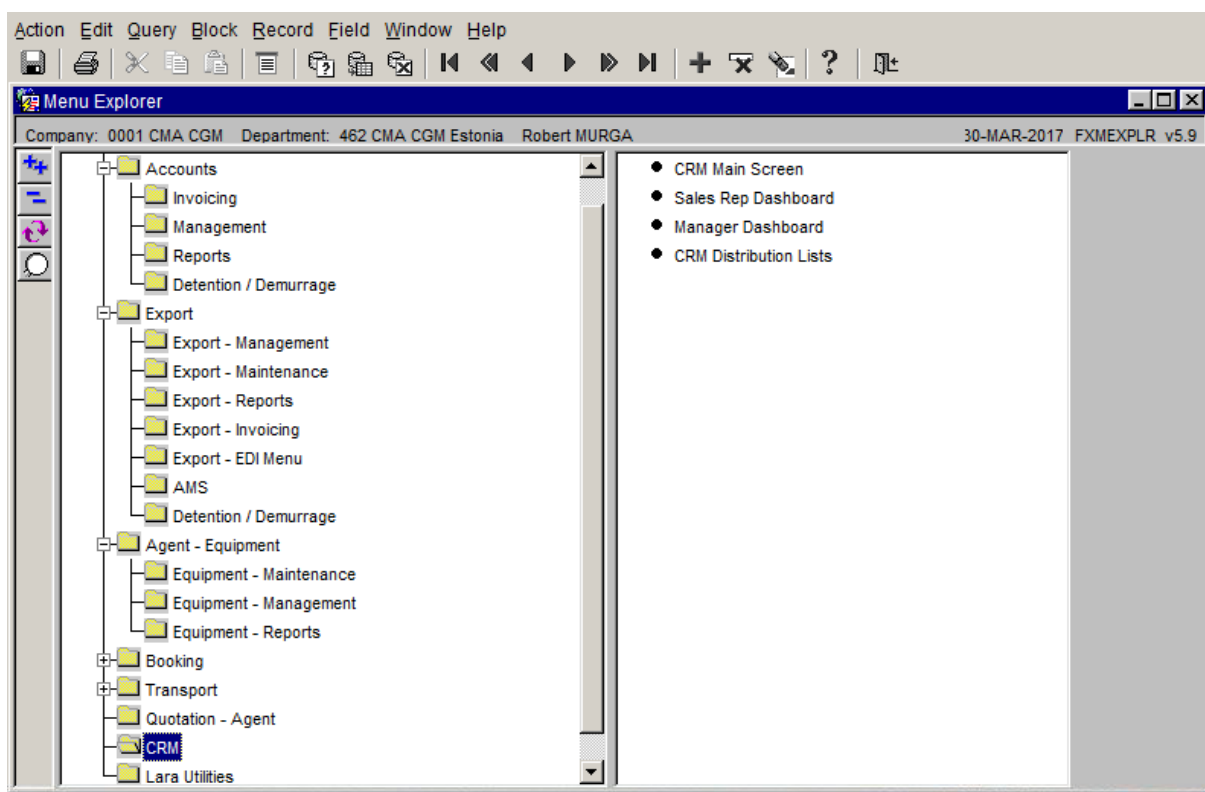 Action Edit Query Block Record Field Window Help
Menu Explorer
Company: 0001 CMA CGM Department: 462 CMA CGM Estonia Robert MURGA 30-MAR-2017 FXMEXPLR v5.9
Accounts
Invoicing
Management
Reports
Detention / Demurrage
Export
Export - Management
Export - Maintenance
Export - Reports
Export - Invoicing
Export - EDI Menu
AMS
Detention / Demurrage
Agent - Equipment
Equipment - Maintenance
Equipment - Management
Equipment - Reports
Booking
Transport
Quotation - Agent
CRM
Lara Utilities
CRM Main Screen
Sales Rep Dashboard
Manager Dashboard
CRM Distribution Lists